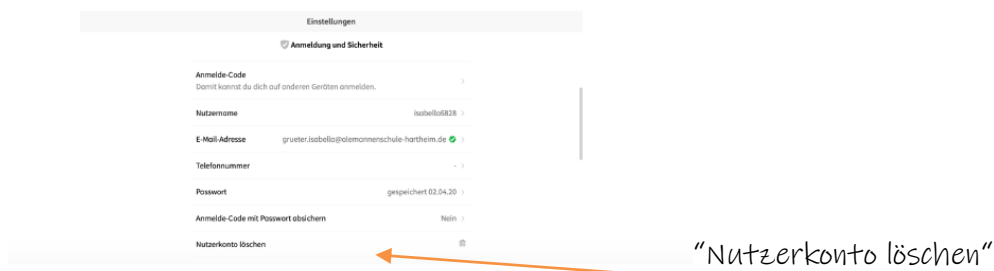 Einstellungen
Anmeldung und Sicherheit
Anmelde-Code
Damit kannst du dich auf anderen Geräten anmelden.
Nutzername isabella6828
E-Mail-Adresse grueter.isabella@alemannenschule-hartheim.de
Telefonnummer -
Passwort gespeichert 02.04.20
Anmelde-Code mit Passwort absichern Nein
Nutzerkonto löschen
"Nutzerkonto löschen"